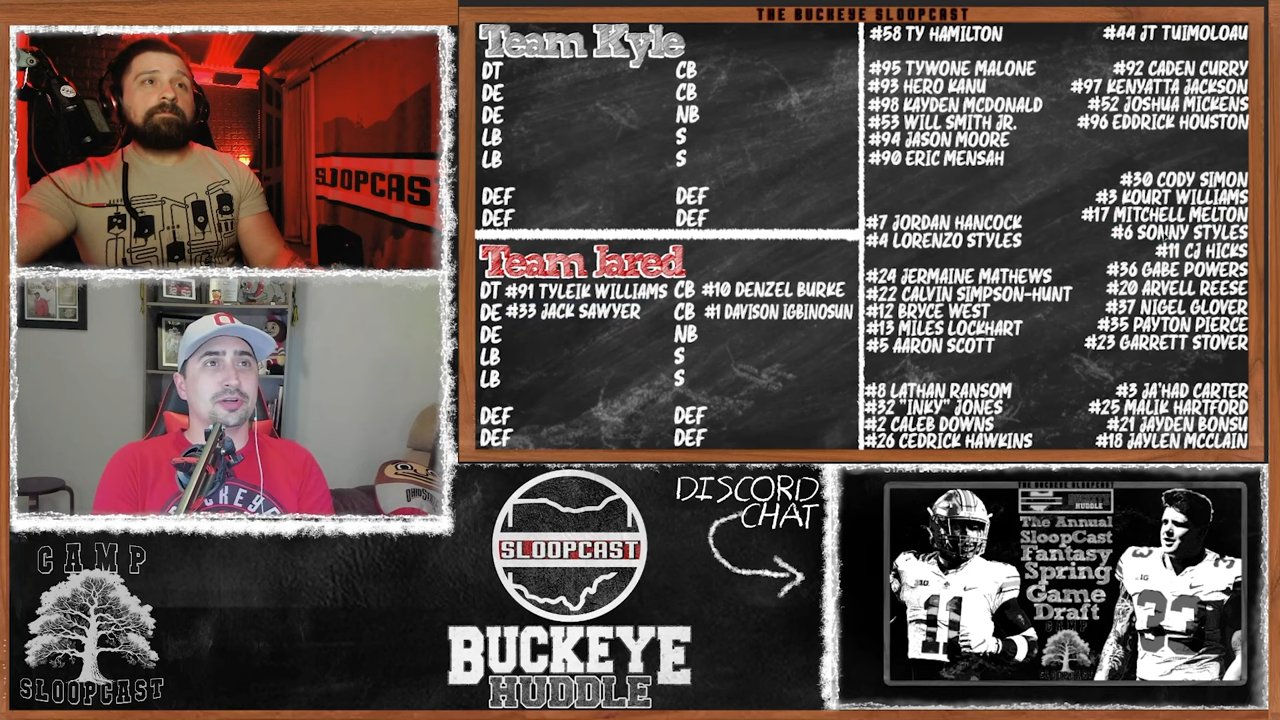 THE BUCKEYE SLOOPCAST
SLOOPCAS
Team Kyle
DT CB
DE CB
DE NB
LB S
LB S
DEF DEF
DEF DEF
Team Jared
DT #91 TYLEIK WILLIAMS CB #10 DENZEL BURKE
DE #33 JACK SAWYER CB #1 DAVISON IGBINOSUN
DE NB
LB S
LB S
DEF DEF
DEF DEF
#58 TY HAMILTON #44 JT TUIMOLOAU
#95 TYWONE MALONE #92 CADEN CURRY
#93 HERO KANU #97 KENYATTA JACKSON
#98 KAYDEN MCDONALD #52 JOSHUA MICKENS
#53 WILL SMITH JR. #96 EDDRICK HOUSTON
#94 JASON MOORE
#90 ERIC MENSAH
#30 CODY SIMON
#3 KOURT WILLIAMS
#7 JORDAN HANCOCK #17 MITCHELL MELTON
#4 LORENZO STYLES #6 SONNY STYLES
#11 CJ HICKS
#24 JERMAINE MATHEWS #36 GABE POWERS
#22 CALVIN SIMPSON-HUNT #20 ARVELL REESE
#12 BRYCE WEST #37 NIGEL GLOVER
#13 MILES LOCKHART #35 PAYTON PIERCE
#5 AARON SCOTT #23 GARRETT STOVER
#8 LATHAN RANSOM #3 JA'HAD CARTER
#32 "INKY" JONES #25 MALIK HARTFORD
#2 CALEB DOWNS #21 JAYDEN BONSU
#26 CEDRICK HAWKINS #18 JAYLEN MCCLAIN
CAMP
SLOOPCAST
SLOOPCAST
BUCKEYE
HUDDLE
DISCORD
CHAT
THE BUCKEYE SLOOPCAST
HUDDLE
The Annual
SloopCast
Fantasy
Spring
Game
Draft
CAMP
11
33